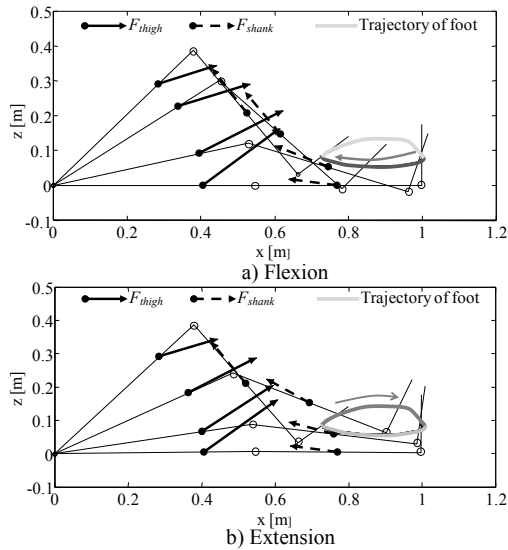 F_thigh F_shank Trajectory of foot
0.5
0.4
0.3
0.2
0.1
0
-0.1
z [m]
0 0.2 0.4 0.6 0.8 1 1.2
x [m]
a) Flexion
F_thigh F_shank Trajectory of foot
0.5
0.4
0.3
0.2
0.1
0
-0.1
z [m]
0 0.2 0.4 0.6 0.8 1 1.2
x [m]
b) Extension